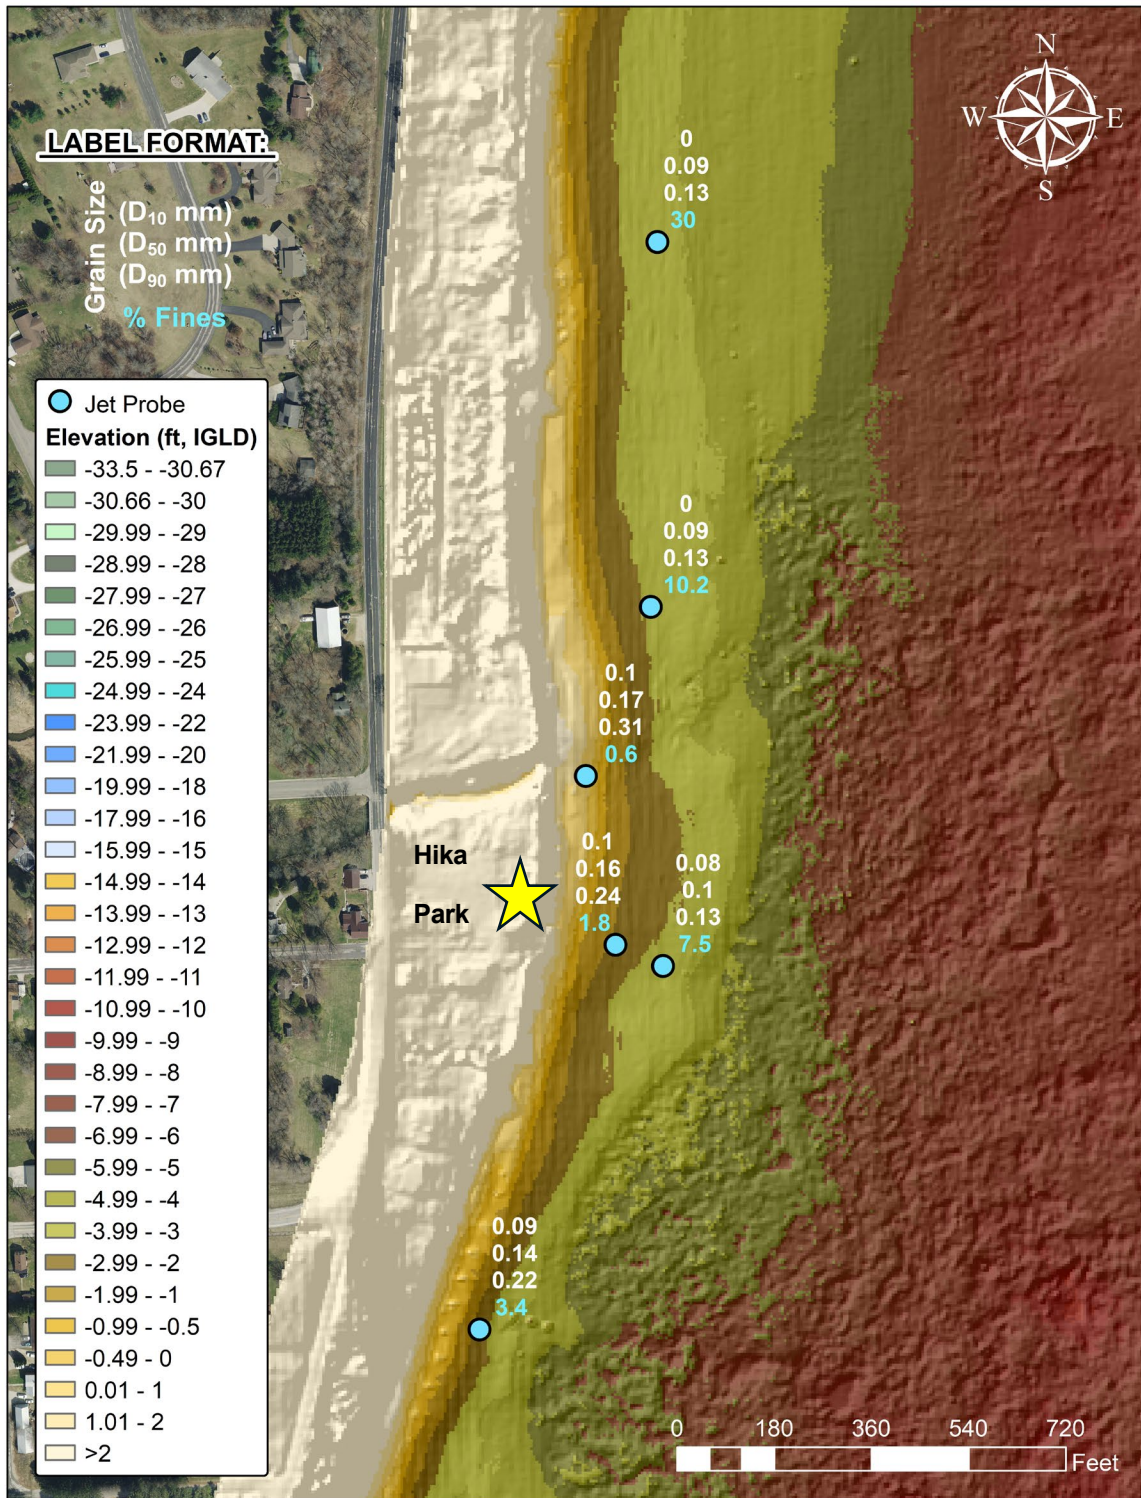 N
W E
S
LABEL FORMAT:
Grain Size
(D₁₀ mm)
(D₅₀ mm)
(D₉₀ mm)
% Fines
0
0.09
0.13
30
Jet Probe
Elevation (ft, IGLD)
-33.5 - -30.67
-30.66 - -30
-29.99 - -29
-28.99 - -28
-27.99 - -27
-26.99 - -26
-25.99 - -25
-24.99 - -24
-23.99 - -22
-21.99 - -20
-19.99 - -18
-17.99 - -16
-15.99 - -15
-14.99 - -14
-13.99 - -13
-12.99 - -12
-11.99 - -11
-10.99 - -10
-9.99 - -9
-8.99 - -8
-7.99 - -7
-6.99 - -6
-5.99 - -5
-4.99 - -4
-3.99 - -3
-2.99 - -2
-1.99 - -1
-0.99 - -0.5
-0.49 - 0
0.01 - 1
1.01 - 2
>2
0
0.09
0.13
10.2
0.1
0.17
0.31
0.6
Hika
Park
0.1
0.16
0.24
1.8
0.08
0.1
0.13
7.5
0.09
0.14
0.22
3.4
0 180 360 540 720
Feet